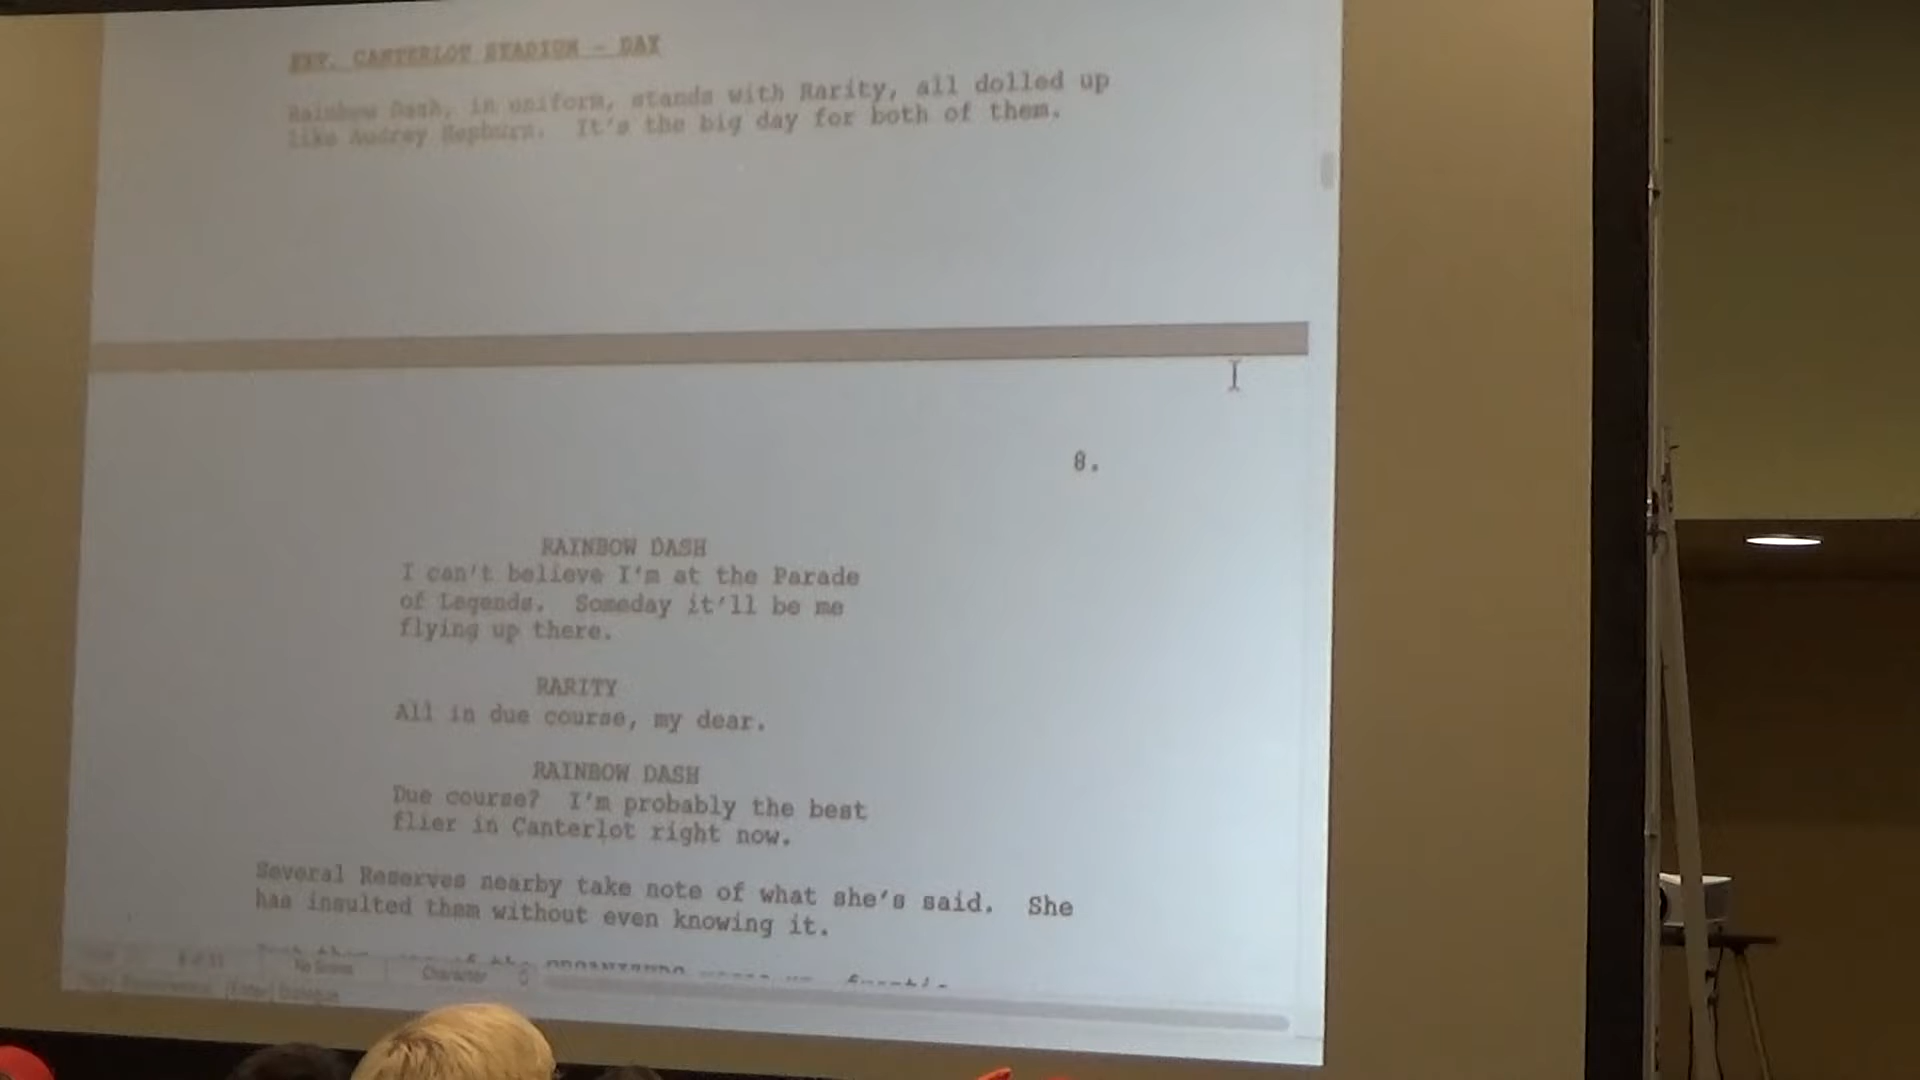 EXT. CANTERLOT STADIUM - DAY
Rainbow Dash, in uniform, stands with Rarity, all dolled up
like Audrey Hepburn.  It's the big day for both of them.
8.
RAINBOW DASH
I can't believe I'm at the Parade
of Legends.  Someday it'll be me
flying up there.
RARITY
All in due course, my dear.
RAINBOW DASH
Due course?  I'm probably the best
flier in Canterlot right now.
Several Reserves nearby take note of what she's said.  She
has insulted them without even knowing it.
No Scene
Character